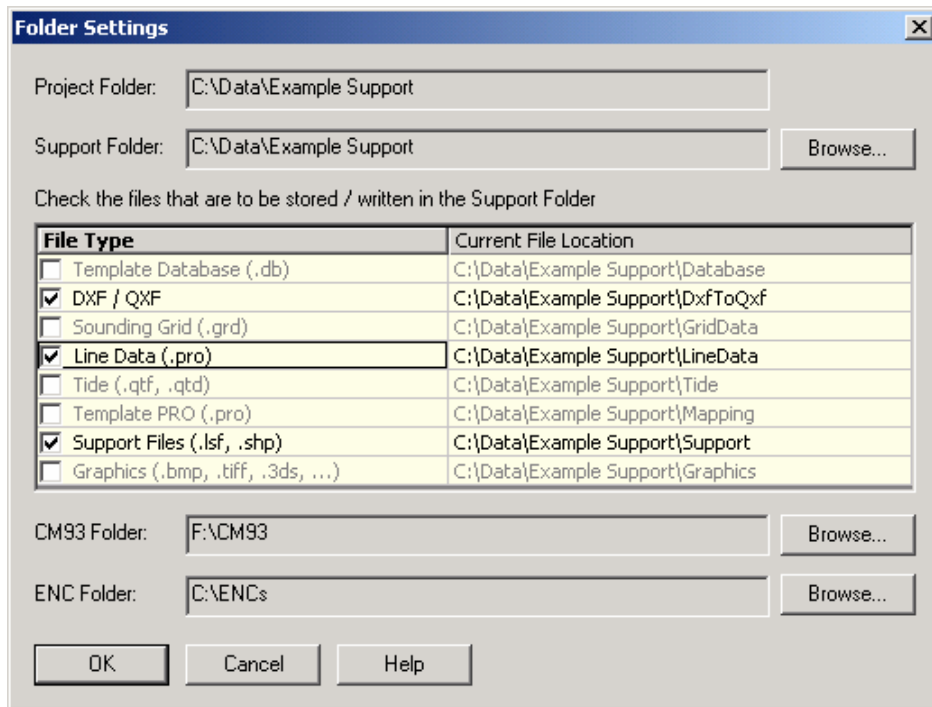 Folder Settings
Project Folder: C:\Data\Example Support
Support Folder: C:\Data\Example Support Browse...
Check the files that are to be stored / written in the Support Folder
File Type Current File Location
Template Database (.db) C:\Data\Example Support\Database
DXF / QXF C:\Data\Example Support\DxfToQxf
Sounding Grid (.grd) C:\Data\Example Support\GridData
Line Data (.pro) C:\Data\Example Support\LineData
Tide (.qtf, .qtd) C:\Data\Example Support\Tide
Template PRO (.pro) C:\Data\Example Support\Mapping
Support Files (.lsf, .shp) C:\Data\Example Support\Support
Graphics (.bmp, .tiff, .3ds, ...) C:\Data\Example Support\Graphics
CM93 Folder: F:\CM93 Browse...
ENC Folder: C:\ENCs Browse...
OK Cancel Help